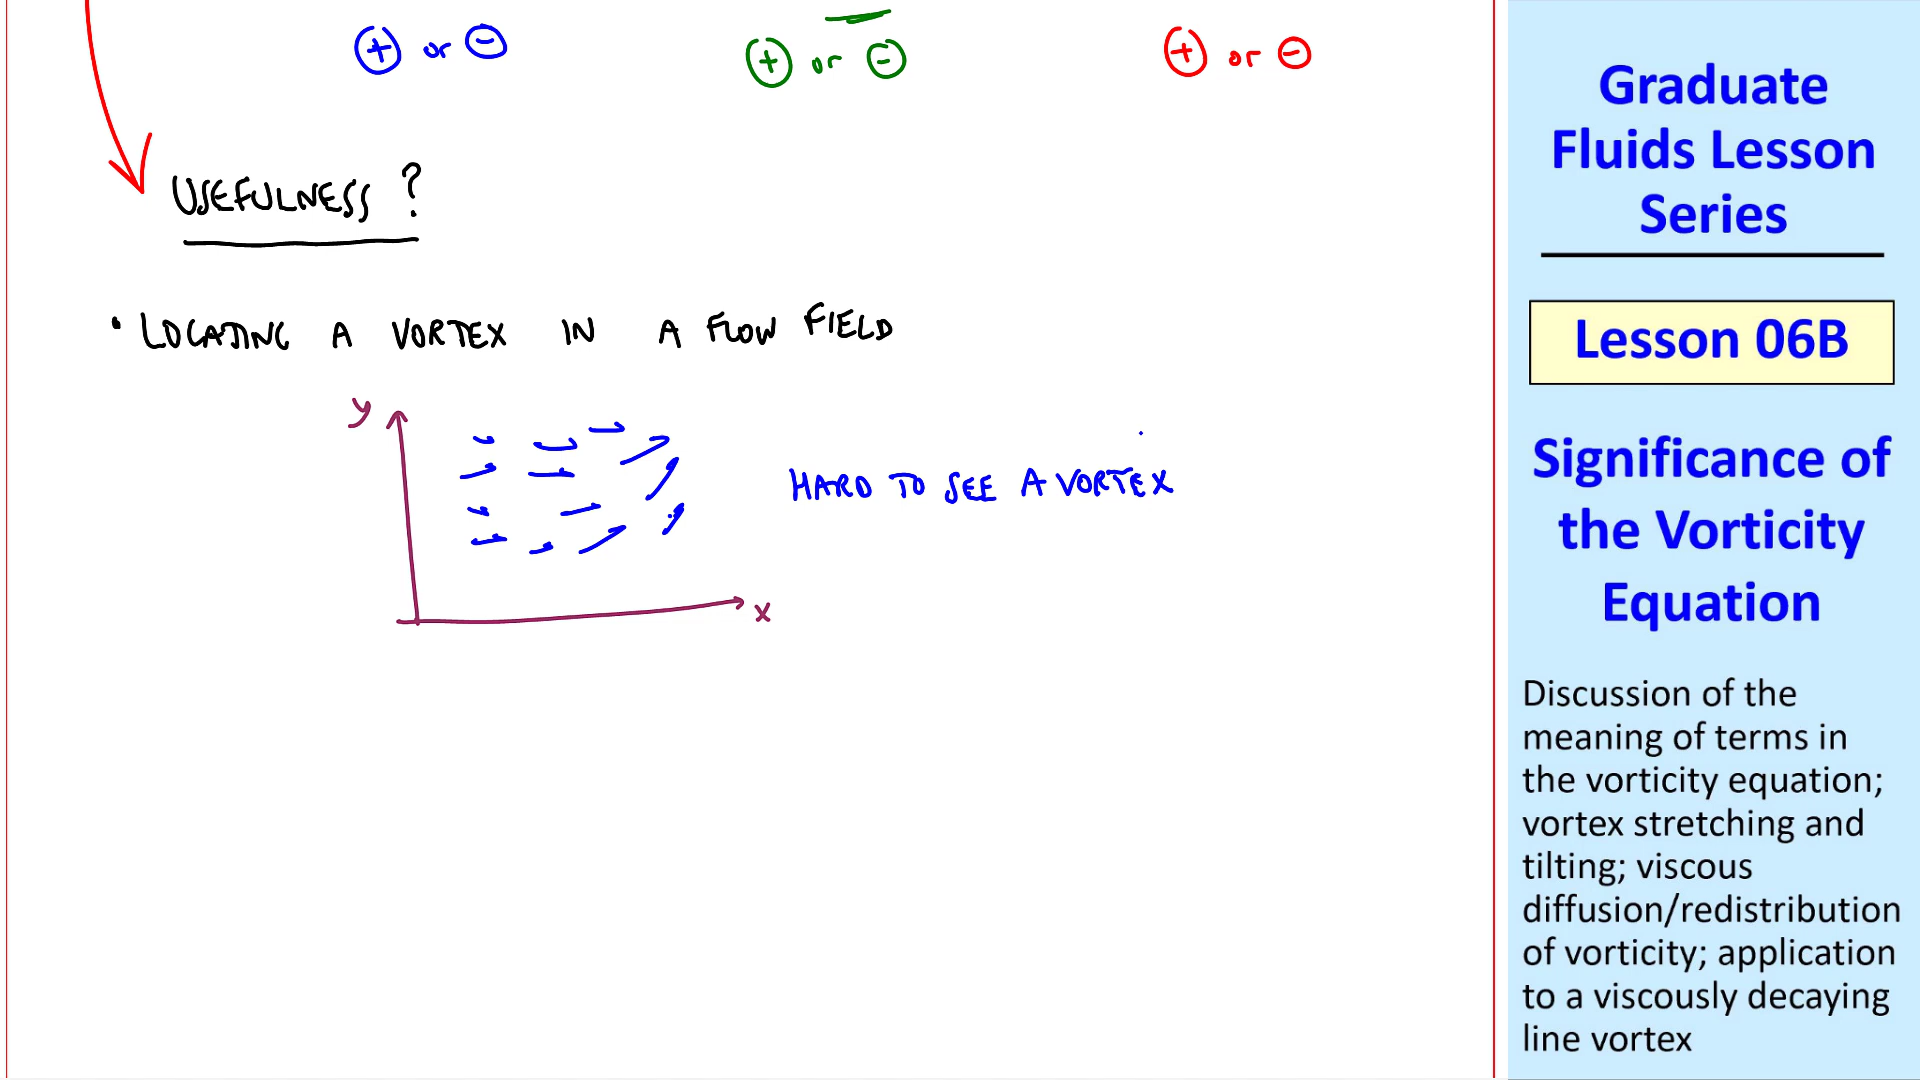 ⊕ or ⊖
⊕ or ⊖
⊕ or ⊖
USEFULNESS ?
• LOCATING A VORTEX IN A FLOW FIELD
y
HARD TO SEE A VORTEX
x
Graduate
Fluids Lesson
Series
Lesson 06B
Significance of
the Vorticity
Equation
Discussion of the
meaning of terms in
the vorticity equation;
vortex stretching and
tilting; viscous
diffusion/redistribution
of vorticity; application
to a viscously decaying
line vortex